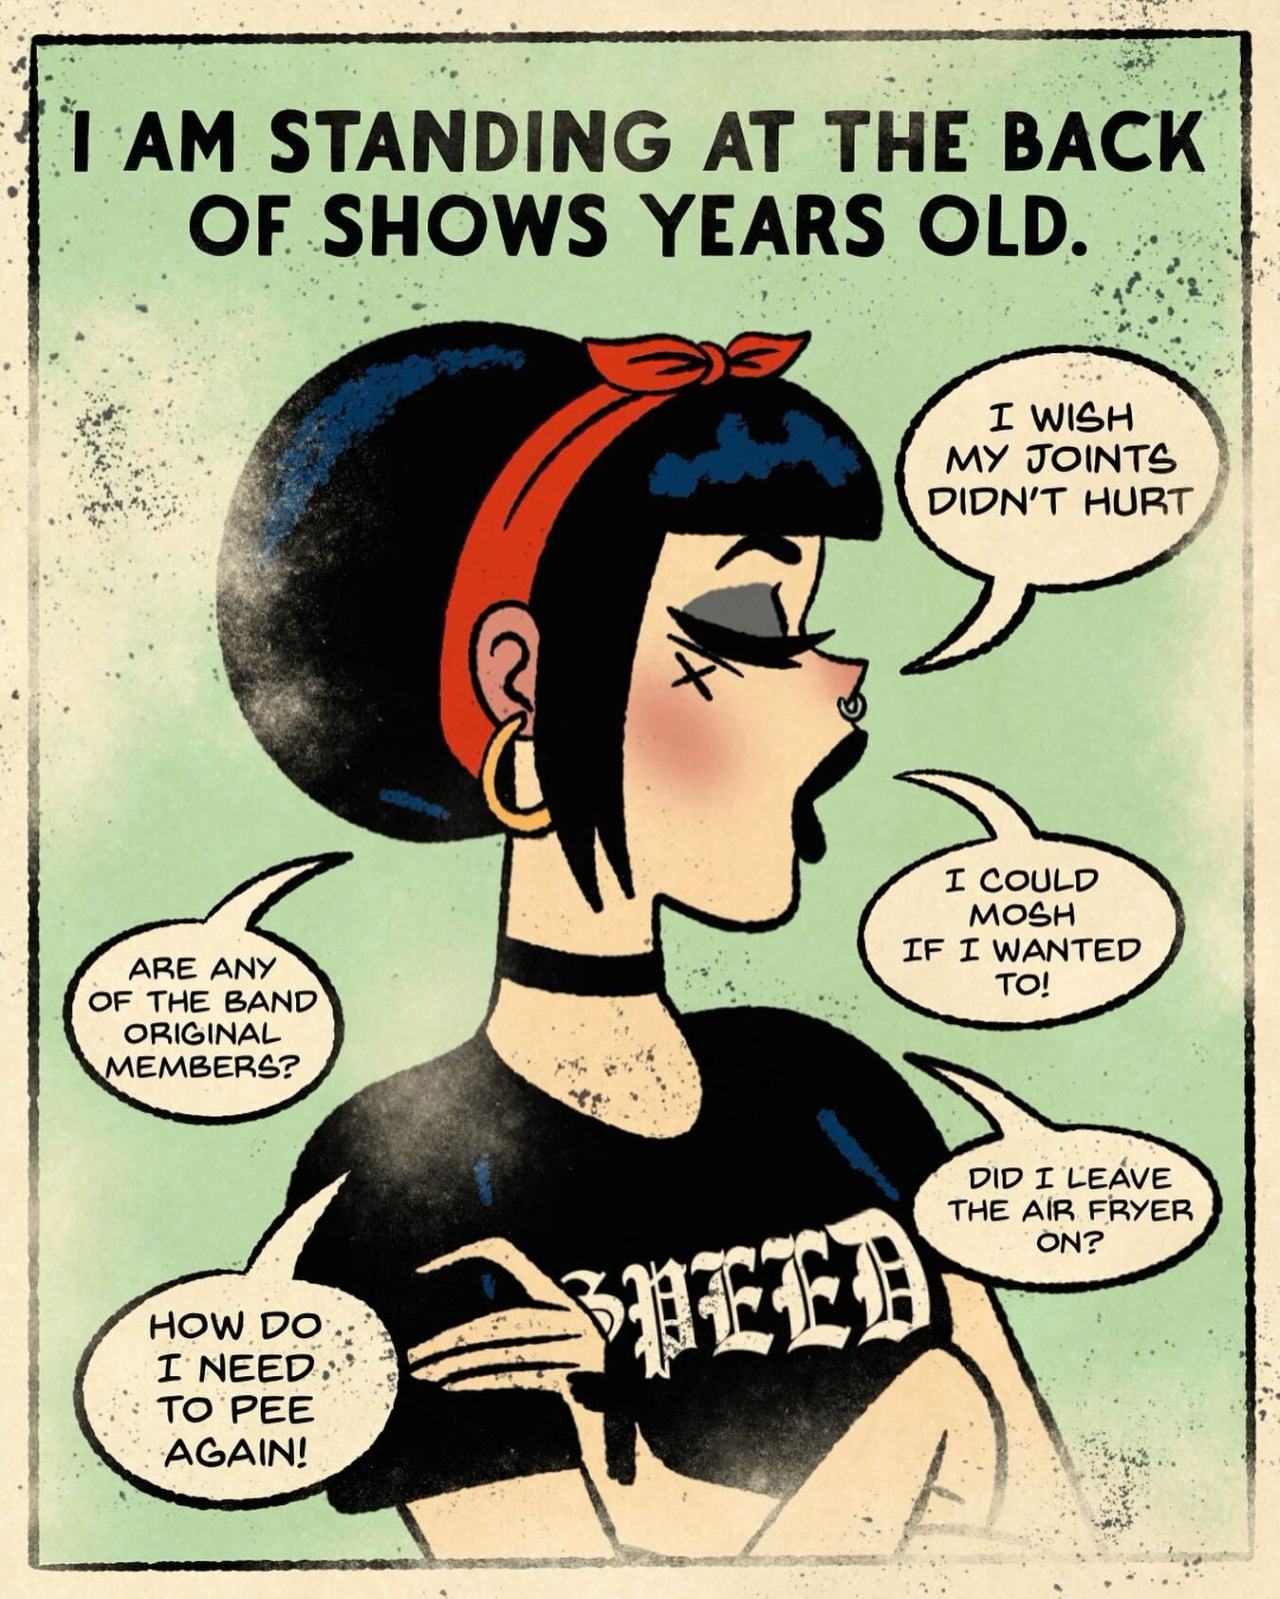 I AM STANDING AT THE BACK
OF SHOWS YEARS OLD.
I WISH
MY JOINTS
DIDN'T HURT
I COULD
MOSH
IF I WANTED
TO!
ARE ANY
OF THE BAND
ORIGINAL
MEMBERS?
DID I LEAVE
THE AIR FRYER
ON?
SPEED
HOW DO
I NEED
TO PEE
AGAIN!